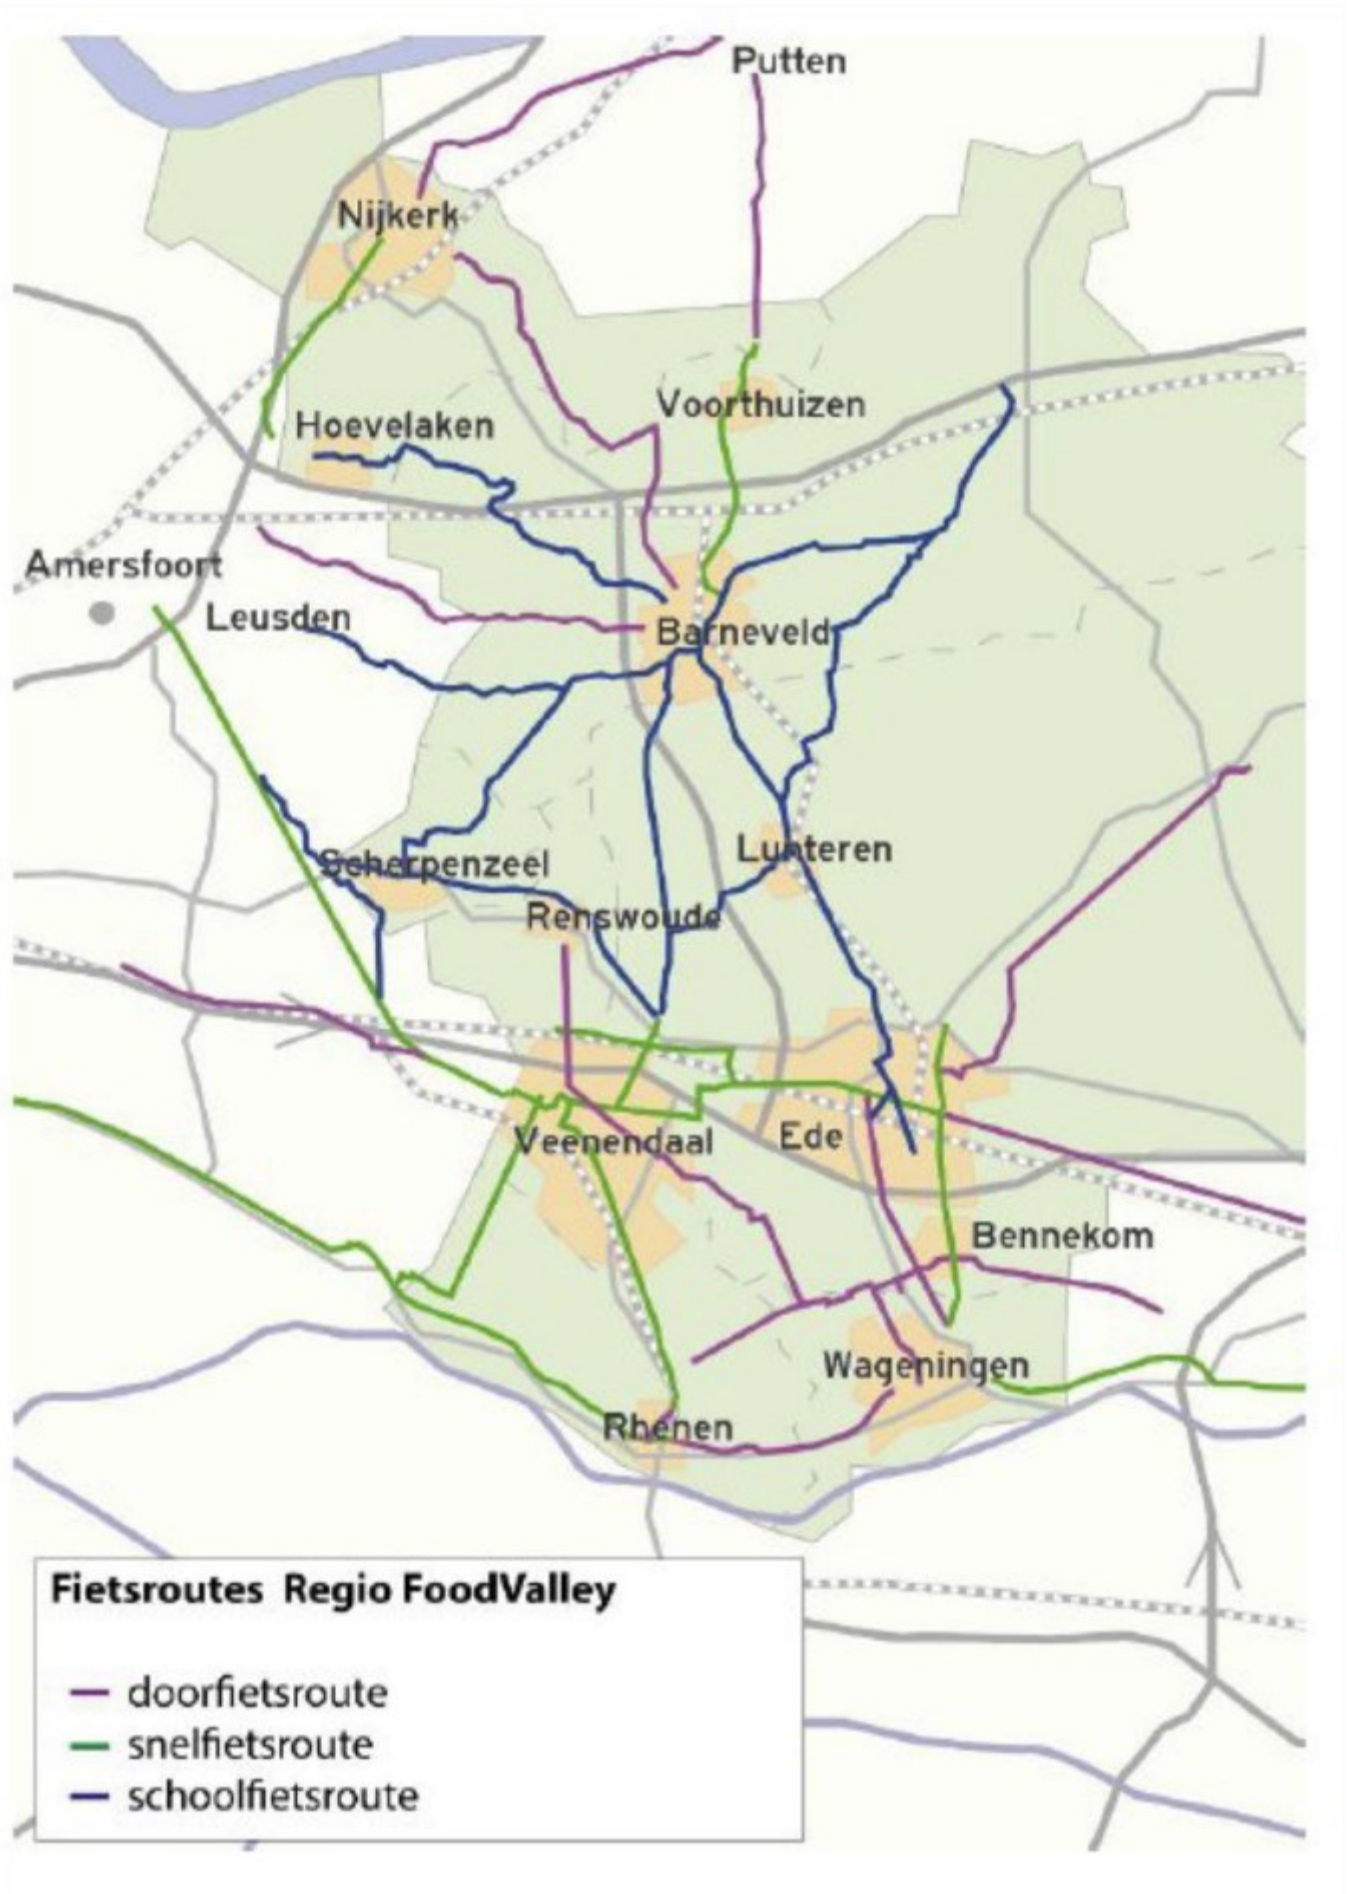 Putten
Nijkerk
Voorthuizen
Hoevelaken
Amersfoort
Leusden
Barneveld
Lunteren
Scherpenzeel
Renswoude
Veenendaal
Ede
Bennekom
Wageningen
Rhenen
Fietsroutes Regio FoodValley
doorfietsroute
snelfietsroute
schoolfietsroute